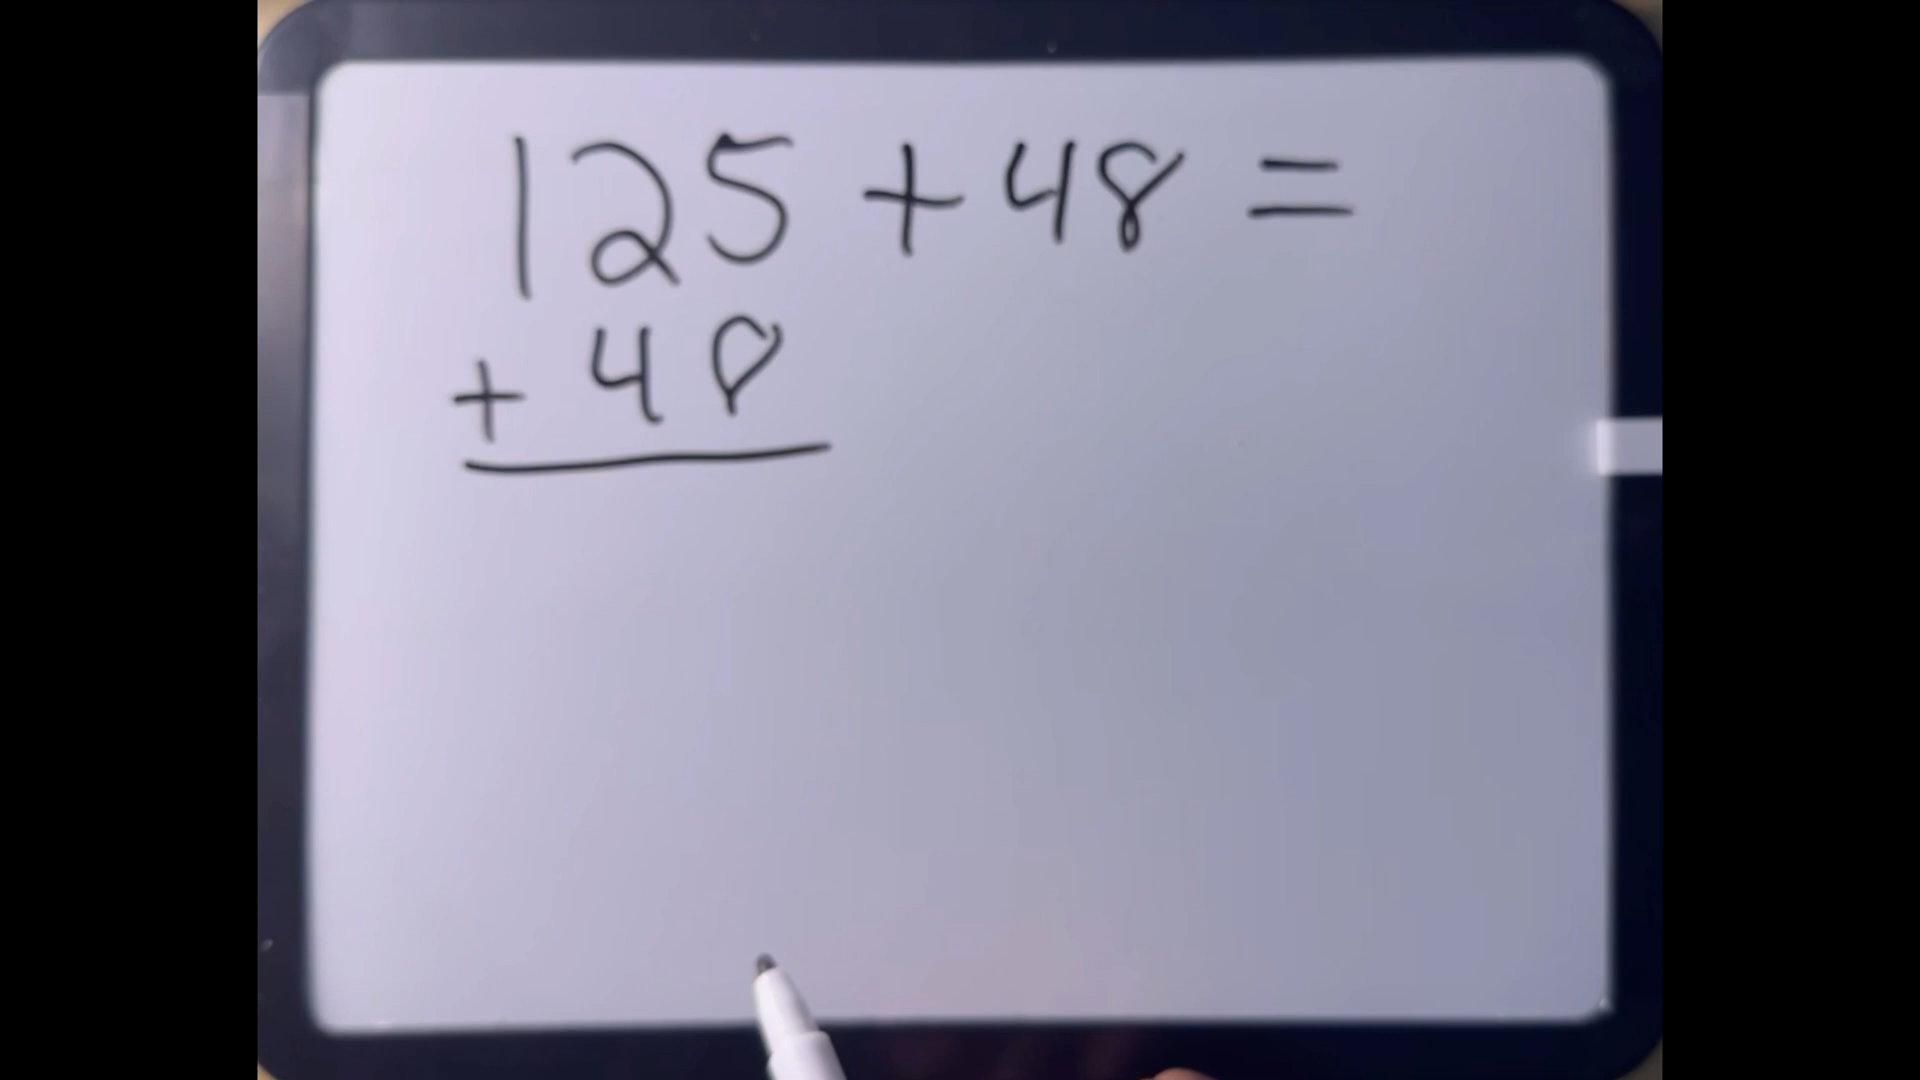 125 + 48 =
+ 48